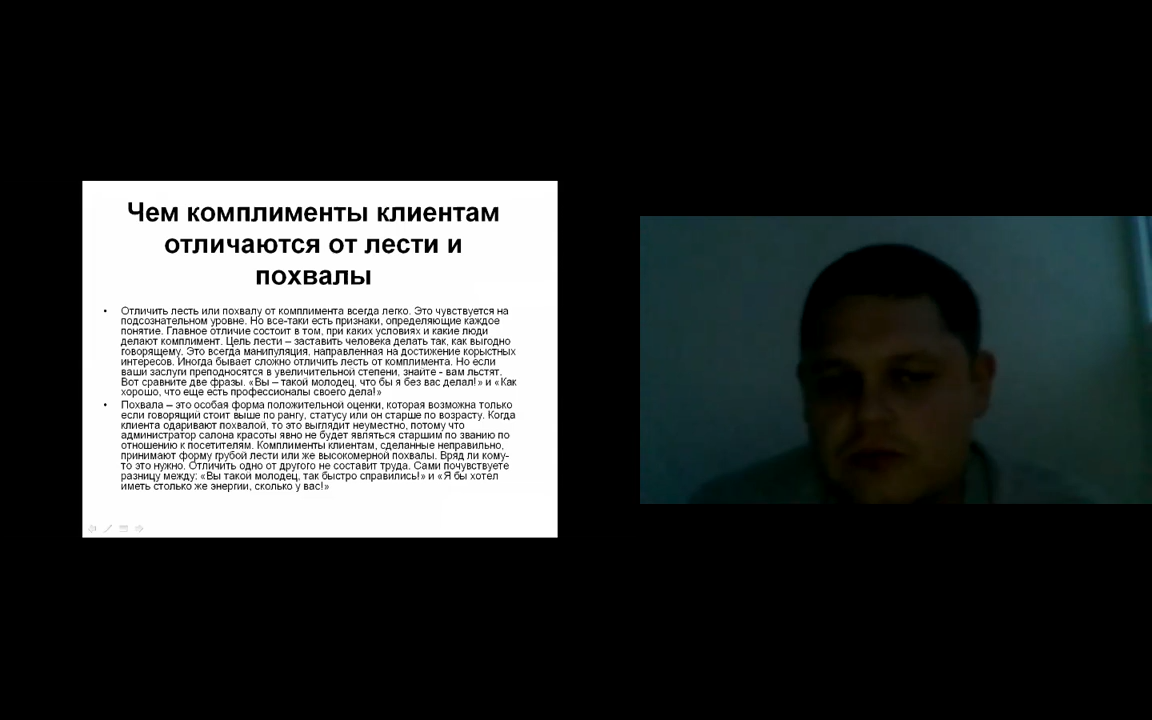 Чем комплименты клиентам
отличаются от лести и
похвалы
• Отличить лесть или похвалу от комплимента всегда легко. Это чувствуется на
подсознательном уровне. Но все-таки есть признаки, определяющие каждое
понятие. Главное отличие состоит в том, при каких условиях и какие люди
делают комплимент. Цель лести – заставить человека делать так, как выгодно
говорящему. Это всегда манипуляция, направленная на достижение корыстных
интересов. Иногда бывает сложно отличить лесть от комплимента. Но если
ваши заслуги преподносятся в увеличительной степени, знайте - вам льстят.
Вот сравните две фразы. «Вы – такой молодец, что бы я без вас делал!» и «Как
хорошо, что еще есть профессионалы своего дела!»
• Похвала – это особая форма положительной оценки, которая возможна только
если говорящий стоит выше по рангу, статусу или он старше по возрасту. Когда
клиента одаривают похвалой, то это выглядит неуместно, потому что
администратор салона красоты явно не будет являться старшим по званию по
отношению к посетителям. Комплименты клиентам, сделанные неправильно,
принимают форму грубой лести или же высокомерной похвалы. Вряд ли кому-
то это нужно. Отличить одно от другого не составит труда. Сами почувствуете
разницу между: «Вы такой молодец, так быстро справились!» и «Я бы хотел
иметь столько же энергии, сколько у вас!»